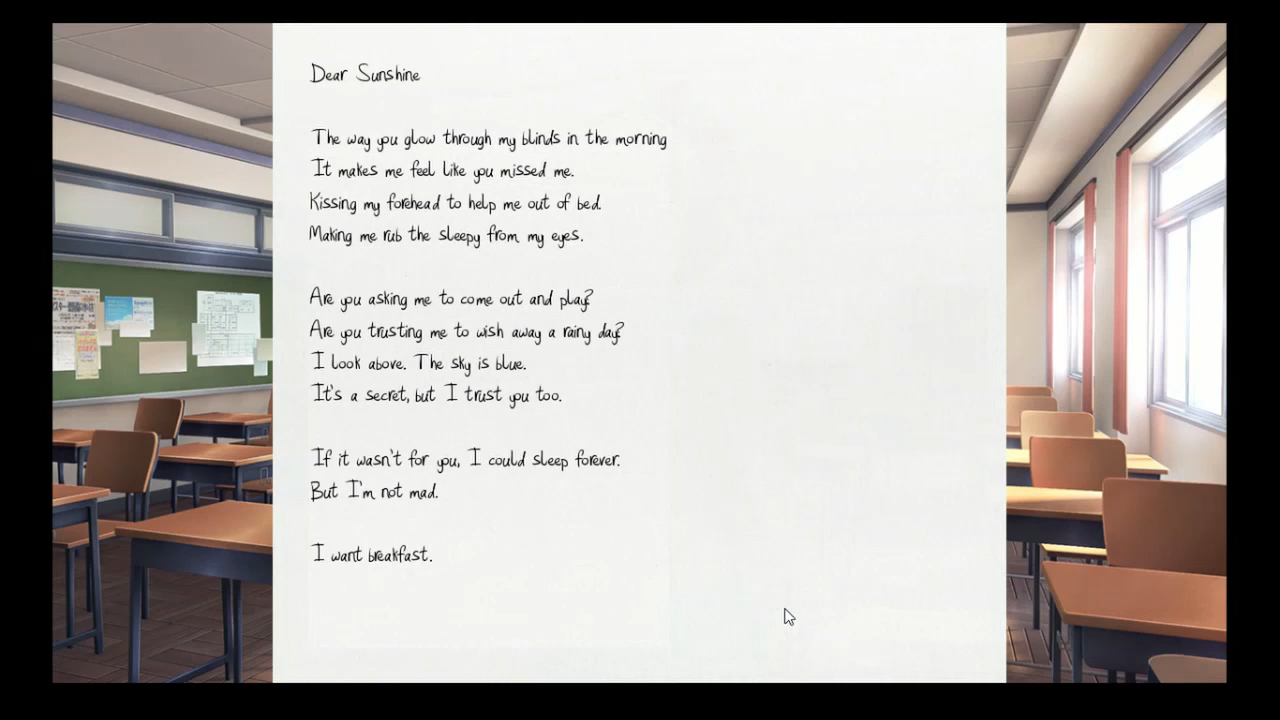 Dear Sunshine
The way you glow through my blinds in the morning
It makes me feel like you missed me.
Kissing my forehead to help me out of bed.
Making me rub the sleepy from my eyes.
Are you asking me to come out and play?
Are you trusting me to wish away a rainy day?
I look above. The sky is blue.
It's a secret, but I trust you too.
If it wasn't for you, I could sleep forever.
But I'm not mad.
I want breakfast.